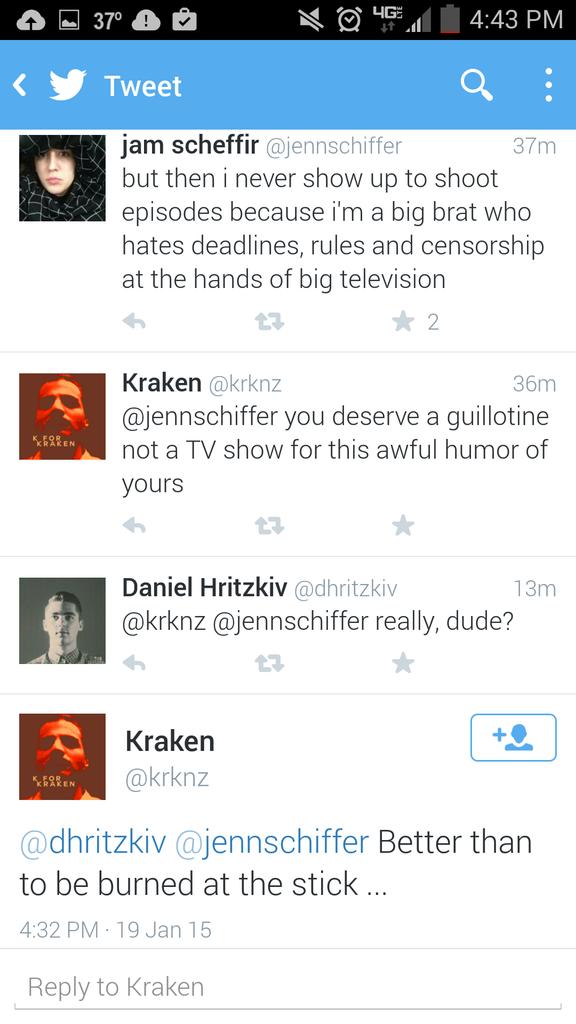 37° 4G LTE 4:43 PM
Tweet
jam scheffir @jennschiffer 37m
but then i never show up to shoot
episodes because i'm a big brat who
hates deadlines, rules and censorship
at the hands of big television
2
Kraken @krknz 36m
@jennschiffer you deserve a guillotine
not a TV show for this awful humor of
yours
K FOR
KRAKEN
Daniel Hritzkiv @dhritzkiv 13m
@krknz @jennschiffer really, dude?
Kraken
@krknz
K FOR
KRAKEN
@dhritzkiv @jennschiffer Better than
to be burned at the stick ...
4:32 PM · 19 Jan 15
Reply to Kraken